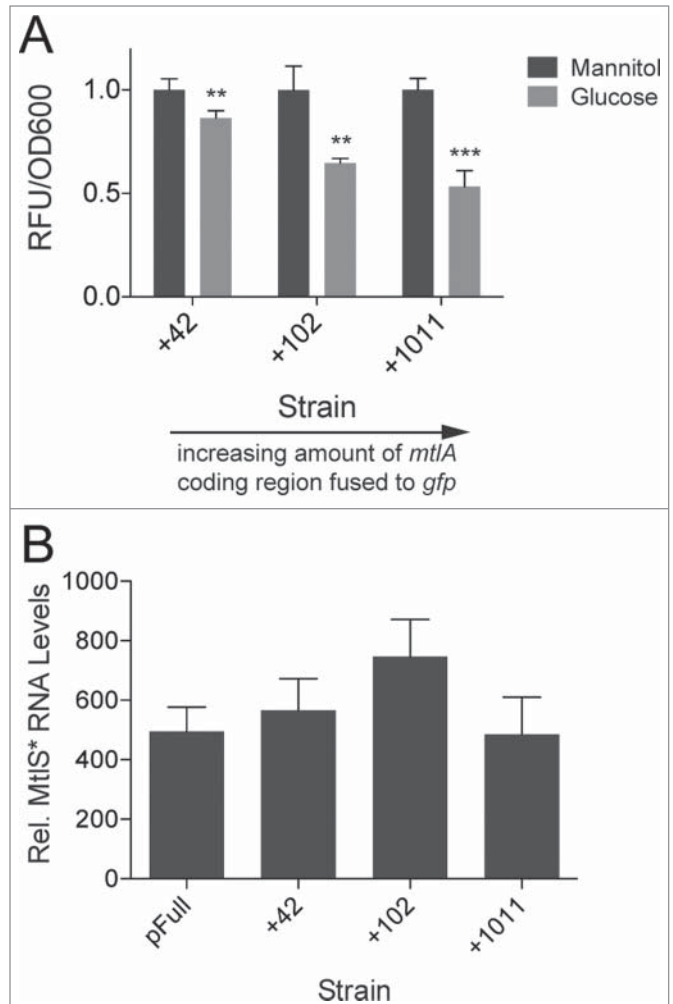 A
RFU/OD600
1.0
0.5
0.0
**
**
***
Mannitol
Glucose
+42
+102
+1011
Strain
increasing amount of mtlA
coding region fused to gfp
B
Rel. MtlS* RNA Levels
1000
800
600
400
200
0
pFull
+42
+102
+1011
Strain